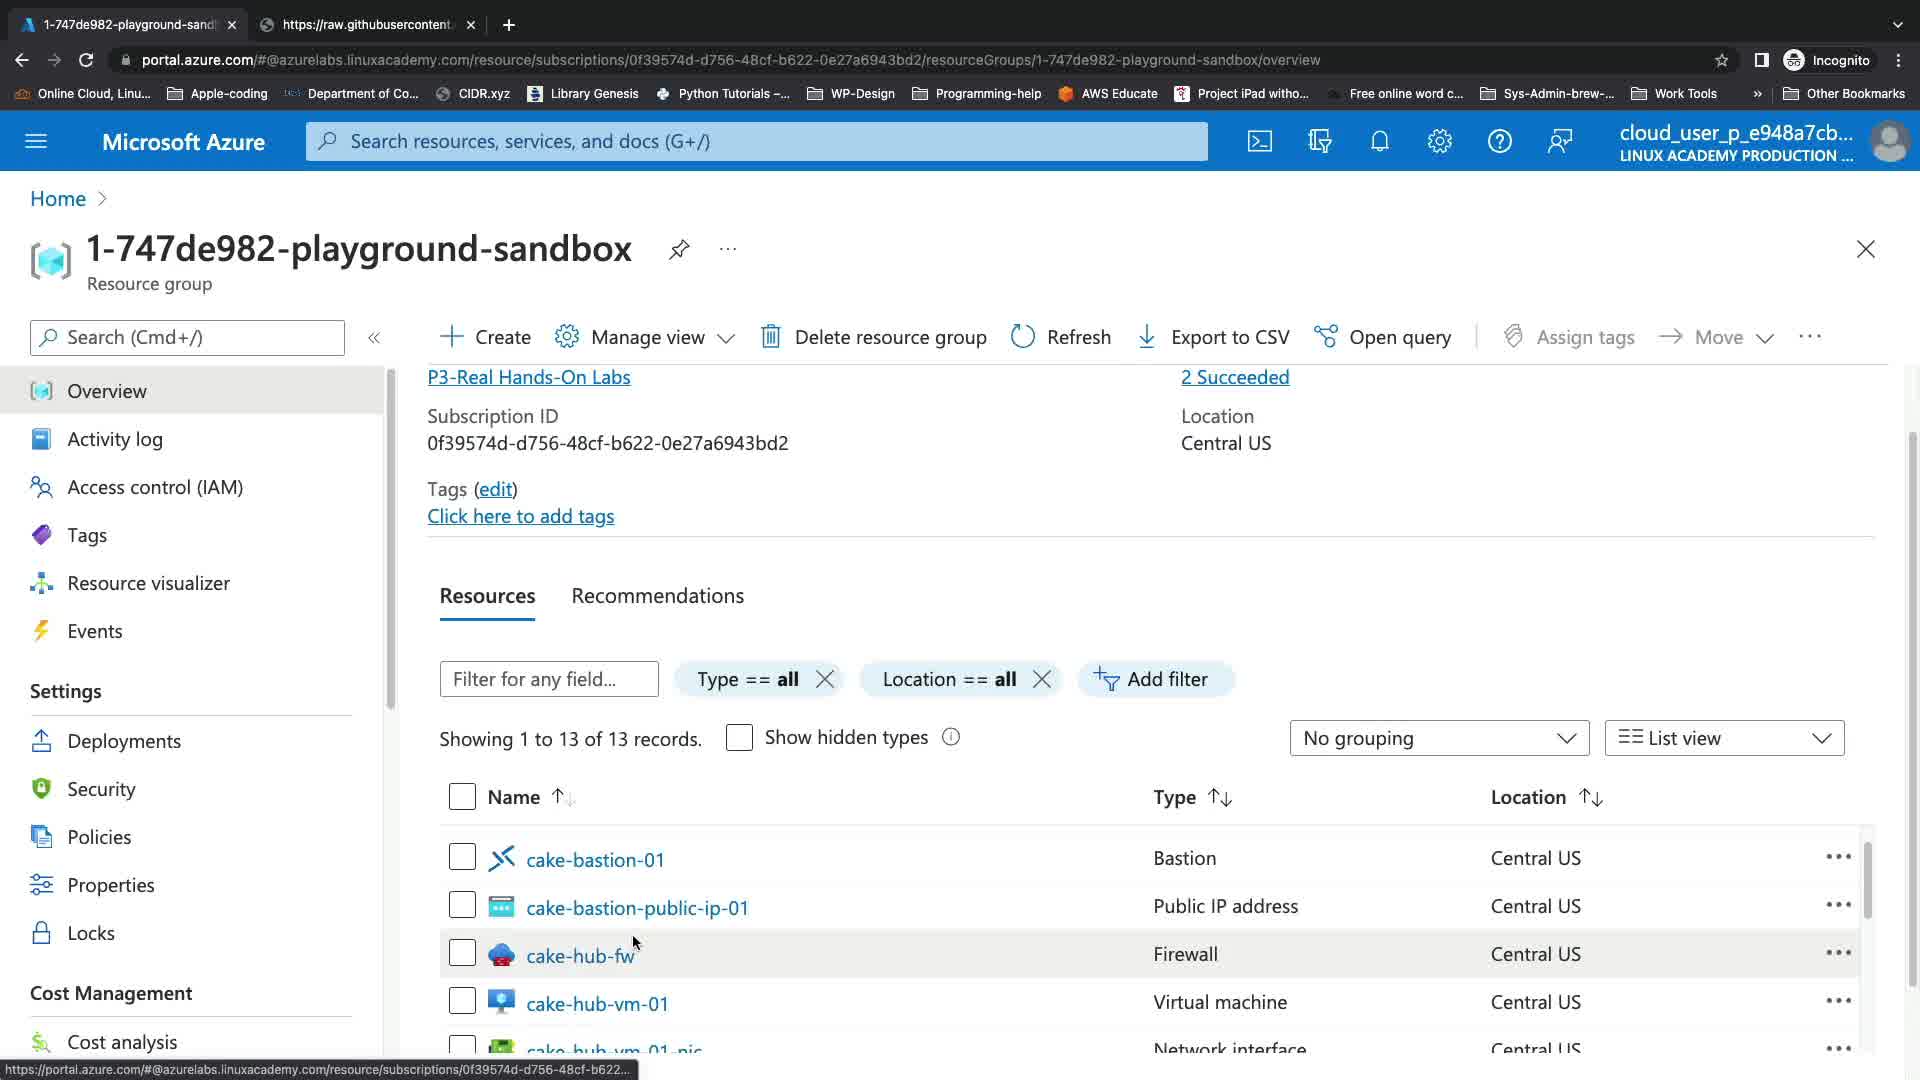 1-747de982-playground-sand
https://raw.githubusercontent.
portal.azure.com/#@azurelabs.linuxacademy.com/resource/subscriptions/0f39574d-d756-48cf-b622-0e27a6943bd2/resourceGroups/1-747de982-playground-sandbox/overview
Incognito
Online Cloud, Linu...
Apple-coding
Department of Co...
CIDR.xyz
Library Genesis
Python Tutorials –...
WP-Design
Programming-help
AWS Educate
Project iPad witho...
Free online word c...
Sys-Admin-brew-...
Work Tools
»
Other Bookmarks
Microsoft Azure
Search resources, services, and docs (G+/)
cloud_user_p_e948a7cb...
LINUX ACADEMY PRODUCTION ...
Home >
1-747de982-playground-sandbox
...
Resource group
Search (Cmd+/)
«
Create
Manage view
Delete resource group
Refresh
Export to CSV
Open query
Assign tags
Move
...
Overview
Activity log
Access control (IAM)
Tags
Resource visualizer
Events
Settings
Deployments
Security
Policies
Properties
Locks
Cost Management
Cost analysis
P3-Real Hands-On Labs
2 Succeeded
Subscription ID
Location
0f39574d-d756-48cf-b622-0e27a6943bd2
Central US
Tags (edit)
Click here to add tags
Resources
Recommendations
Filter for any field...
Type == all
Location == all
Add filter
Showing 1 to 13 of 13 records.
Show hidden types
No grouping
List view
Name
Type
Location
cake-bastion-01
Bastion
Central US
cake-bastion-public-ip-01
Public IP address
Central US
cake-hub-fw
Firewall
Central US
cake-hub-vm-01
Virtual machine
Central US
cake-hub-vm-01-nic
Network interface
Central US
https://portal.azure.com/#@azurelabs.linuxacademy.com/resource/subscriptions/0f39574d-d756-48cf-b622...